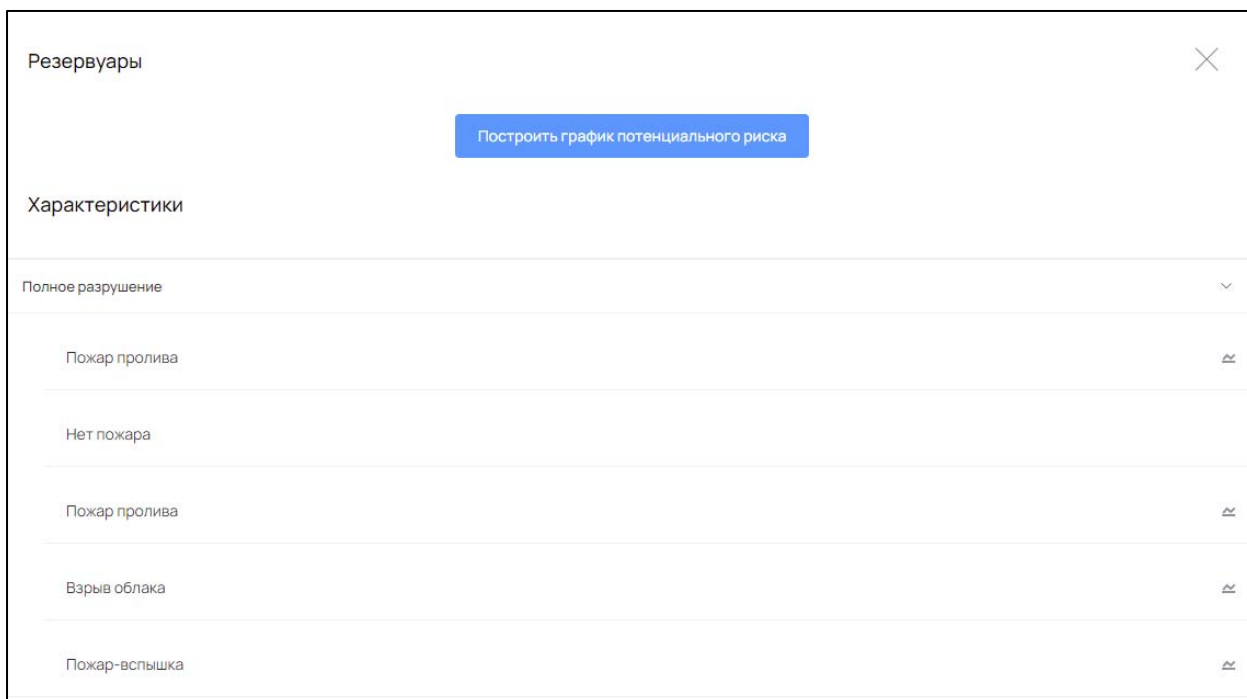 Резервуары
Построить график потенциального риска
Характеристики
Полное разрушение
Пожар пролива
Нет пожара
Пожар пролива
Взрыв облака
Пожар-вспышка